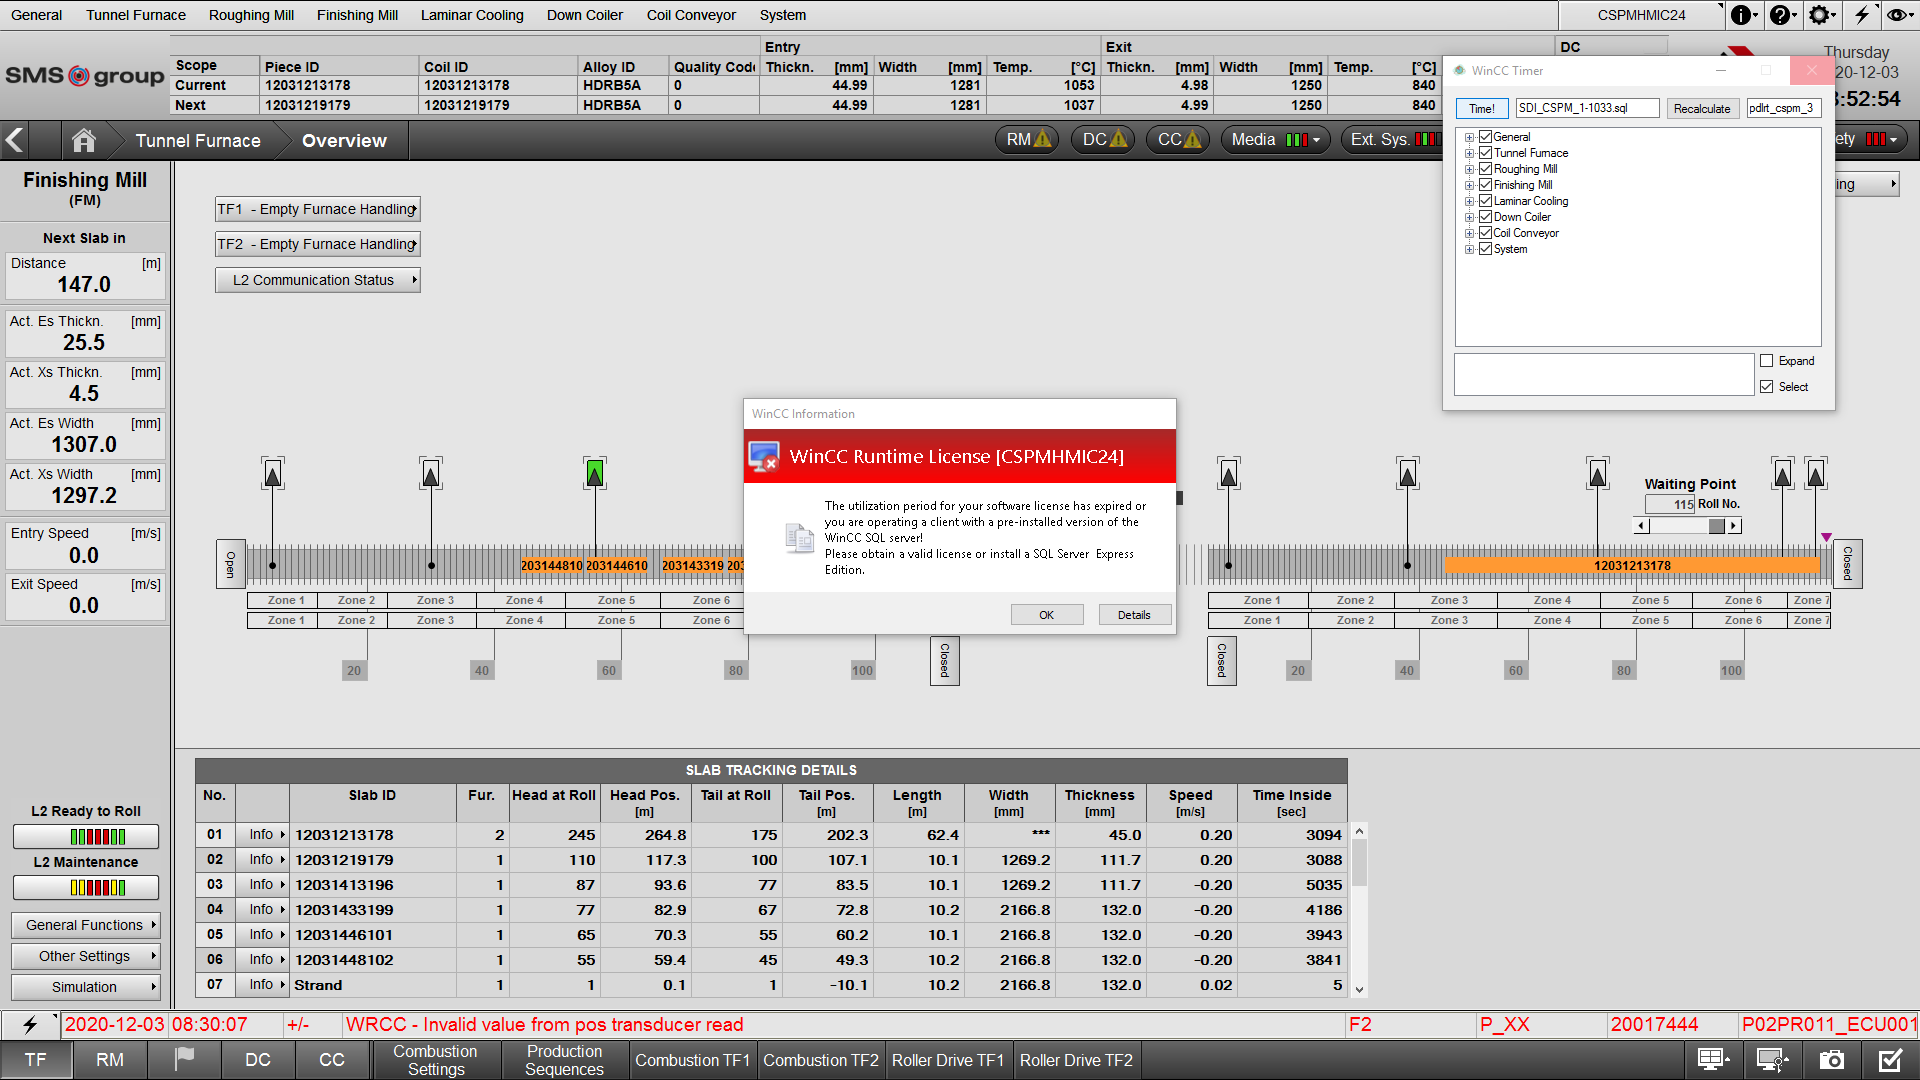 General Tunnel Furnace Roughing Mill Finishing Mill Laminar Cooling Down Coiler Coil Conveyor System CSPMHMIC24
SMS group
Entry Exit DC
Scope Piece ID Coil ID Alloy ID Quality Code Thickn. [mm] Width [mm] Temp. [°C] Thickn. [mm] Width [mm] Temp. [°C]
Current 12031213178 12031213178 HDRB5A 0 44.99 1281 1053 4.98 1250 840
Next 12031219179 12031219179 HDRB5A 0 44.99 1281 1037 4.99 1250 840
Thursday
20-12-03
3:52:54
Tunnel Furnace Overview RM DC CC Media Ext. Sys. ety
WinCC Timer
Time! SDI_CSPM_1-1033.sql Recalculate pdlrt_cspm_3
General
Tunnel Furnace
Roughing Mill
Finishing Mill
Laminar Cooling
Down Coiler
Coil Conveyor
System
Expand
Select
ing
Finishing Mill
(FM)
Next Slab in
Distance [m]
147.0
Act. Es Thickn. [mm]
25.5
Act. Xs Thickn. [mm]
4.5
Act. Es Width [mm]
1307.0
Act. Xs Width [mm]
1297.2
Entry Speed [m/s]
0.0
Exit Speed [m/s]
0.0
L2 Ready to Roll
L2 Maintenance
General Functions
Other Settings
Simulation
TF1 - Empty Furnace Handling
TF2 - Empty Furnace Handling
L2 Communication Status
WinCC Information
WinCC Runtime License [CSPMHMIC24]
The utilization period for your software license has expired or
you are operating a client with a pre-installed version of the
WinCC SQL server!
Please obtain a valid license or install a SQL Server Express
Edition.
OK Details
Waiting Point
115 Roll No.
Open 203144810 203144610 203143319 203 12031213178 Closed
Zone 1 Zone 2 Zone 3 Zone 4 Zone 5 Zone 6 Zone 1 Zone 2 Zone 3 Zone 4 Zone 5 Zone 6 Zone 7
Zone 1 Zone 2 Zone 3 Zone 4 Zone 5 Zone 6 Zone 1 Zone 2 Zone 3 Zone 4 Zone 5 Zone 6 Zone 7
20 40 60 80 100 Closed Closed 20 40 60 80 100
SLAB TRACKING DETAILS
No. Slab ID Fur. Head at Roll Head Pos. Tail at Roll Tail Pos. Length Width Thickness Speed Time Inside
[m] [m] [m] [mm] [mm] [m/s] [sec]
01 Info 12031213178 2 245 264.8 175 202.3 62.4 *** 45.0 0.20 3094
02 Info 12031219179 1 110 117.3 100 107.1 10.1 1269.2 111.7 0.20 3088
03 Info 12031413196 1 87 93.6 77 83.5 10.1 1269.2 111.7 -0.20 5035
04 Info 12031433199 1 77 82.9 67 72.8 10.2 2166.8 132.0 -0.20 4186
05 Info 12031446101 1 65 70.3 55 60.2 10.1 2166.8 132.0 -0.20 3943
06 Info 12031448102 1 55 59.4 45 49.3 10.2 2166.8 132.0 -0.20 3841
07 Info Strand 1 1 0.1 1 -10.1 10.2 2166.8 132.0 0.02 5
2020-12-03 08:30:07 +/- WRCC - Invalid value from pos transducer read F2 P_XX 20017444 P02PR011_ECU001
TF RM DC CC Combustion Settings Production Sequences Combustion TF1 Combustion TF2 Roller Drive TF1 Roller Drive TF2